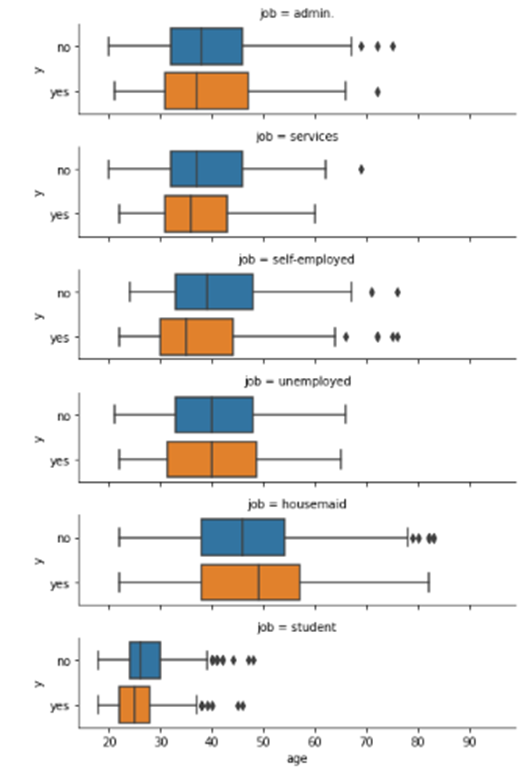 job = admin.
no
y
yes
job = services
no
y
yes
job = self-employed
no
y
yes
job = unemployed
no
y
yes
job = housemaid
no
y
yes
job = student
no
y
yes
20 30 40 50 60 70 80 90
age